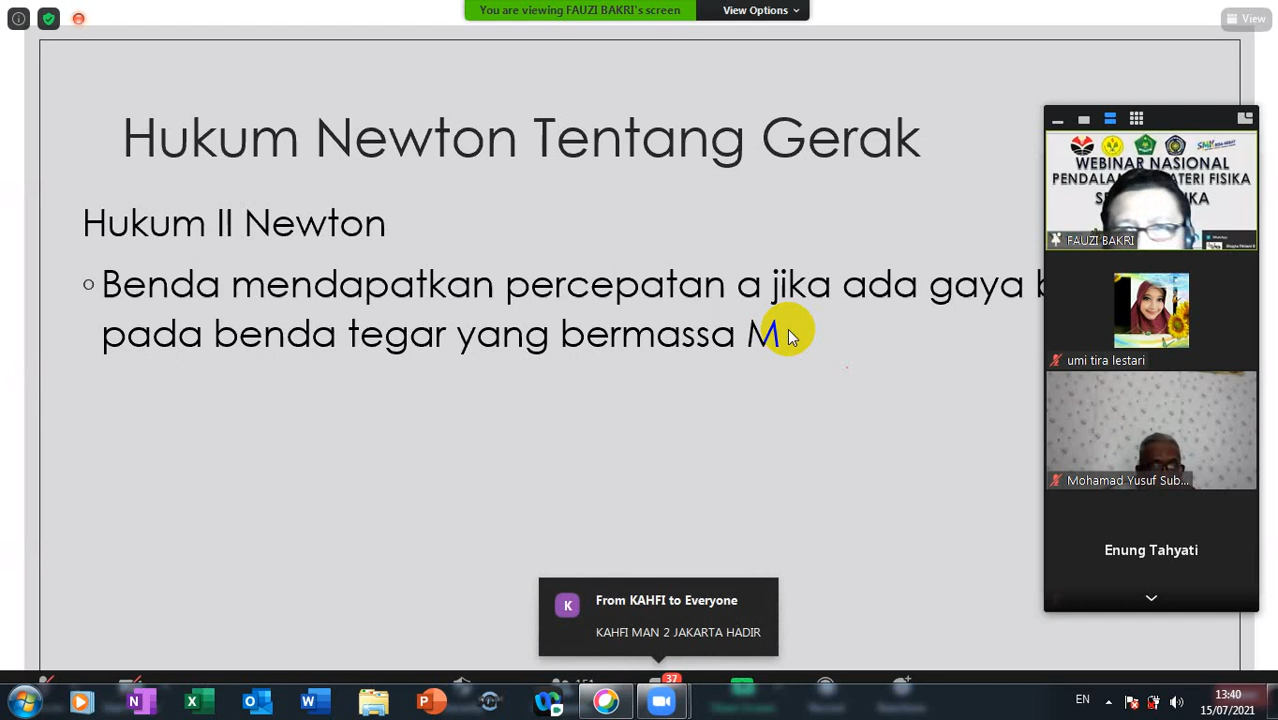 You are viewing FAUZI BAKRI's screen
View Options
View
Hukum Newton Tentang Gerak
Hukum II Newton
Benda mendapatkan percepatan a jika ada gaya
pada benda tegar yang bermassa M
WEBINAR NASIONAL
FAUZI BAKRI
umi tira lestari
Mohamad Yusuf Sub...
Enung Tahyati
K
From KAHFI to Everyone
KAHFI MAN 2 JAKARTA HADIR
37
EN
13:40
15/07/2021